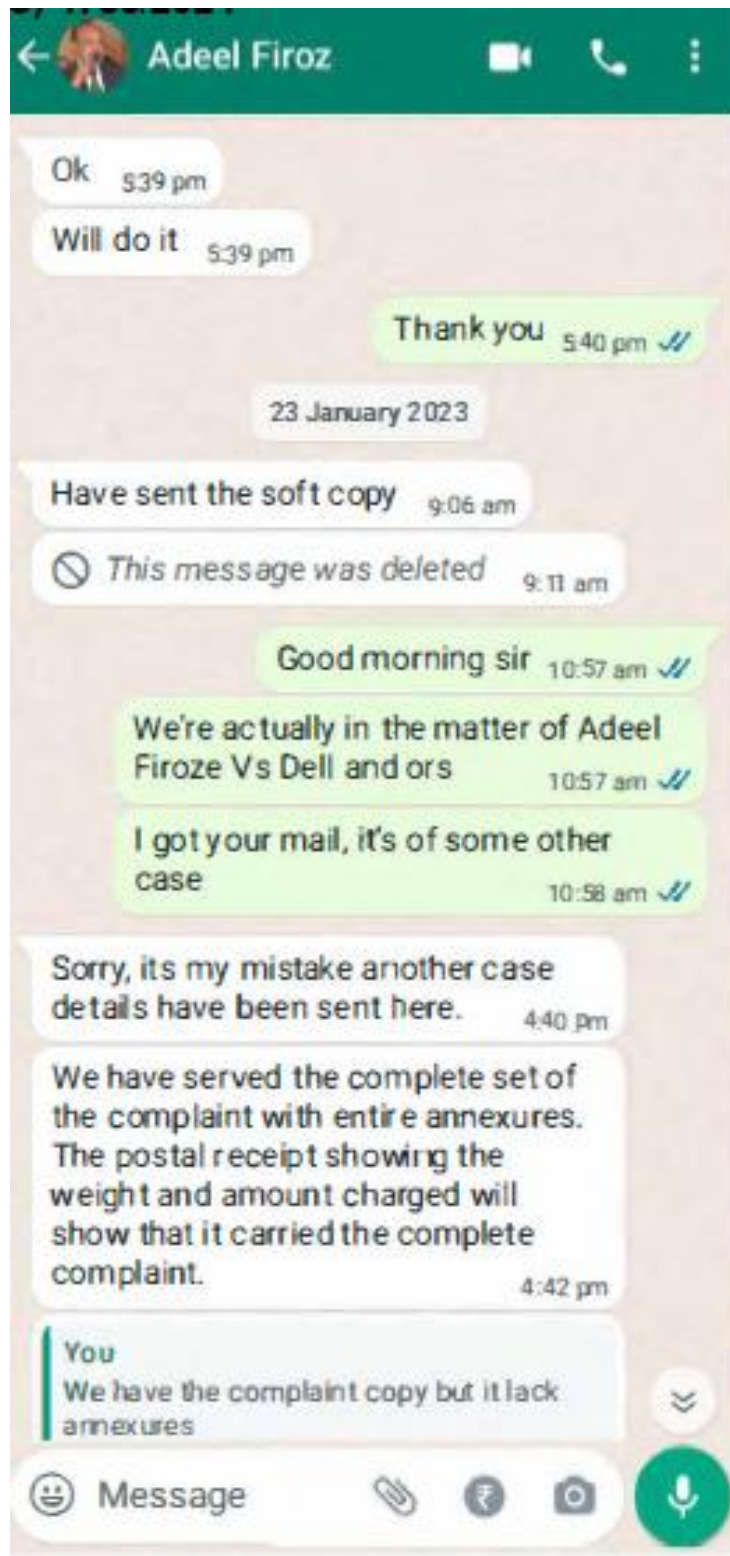 Adeel Firoz
Ok 5:39 pm
Will do it 5:39 pm
Thank you 5:40 pm
23 January 2023
Have sent the soft copy 9:06 am
This message was deleted 9:11 am
Good morning sir 10:57 am
We're actually in the matter of Adeel
Firoze Vs Dell and ors 10:57 am
I got your mail, it's of some other
case 10:58 am
Sorry, its my mistake another case
details have been sent here. 4:40 pm
We have served the complete set of
the complaint with entire annexures.
The postal receipt showing the
weight and amount charged will
show that it carried the complete
complaint. 4:42 pm
You
We have the complaint copy but it lack
annexures
Message